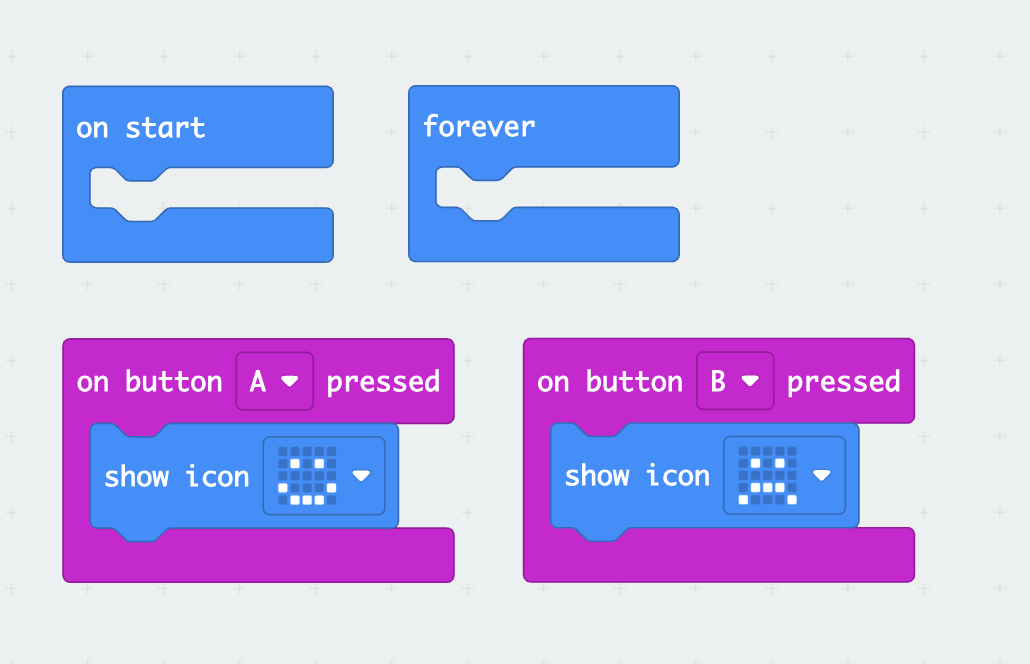 on start
forever
on button A pressed
show icon
on button B pressed
show icon